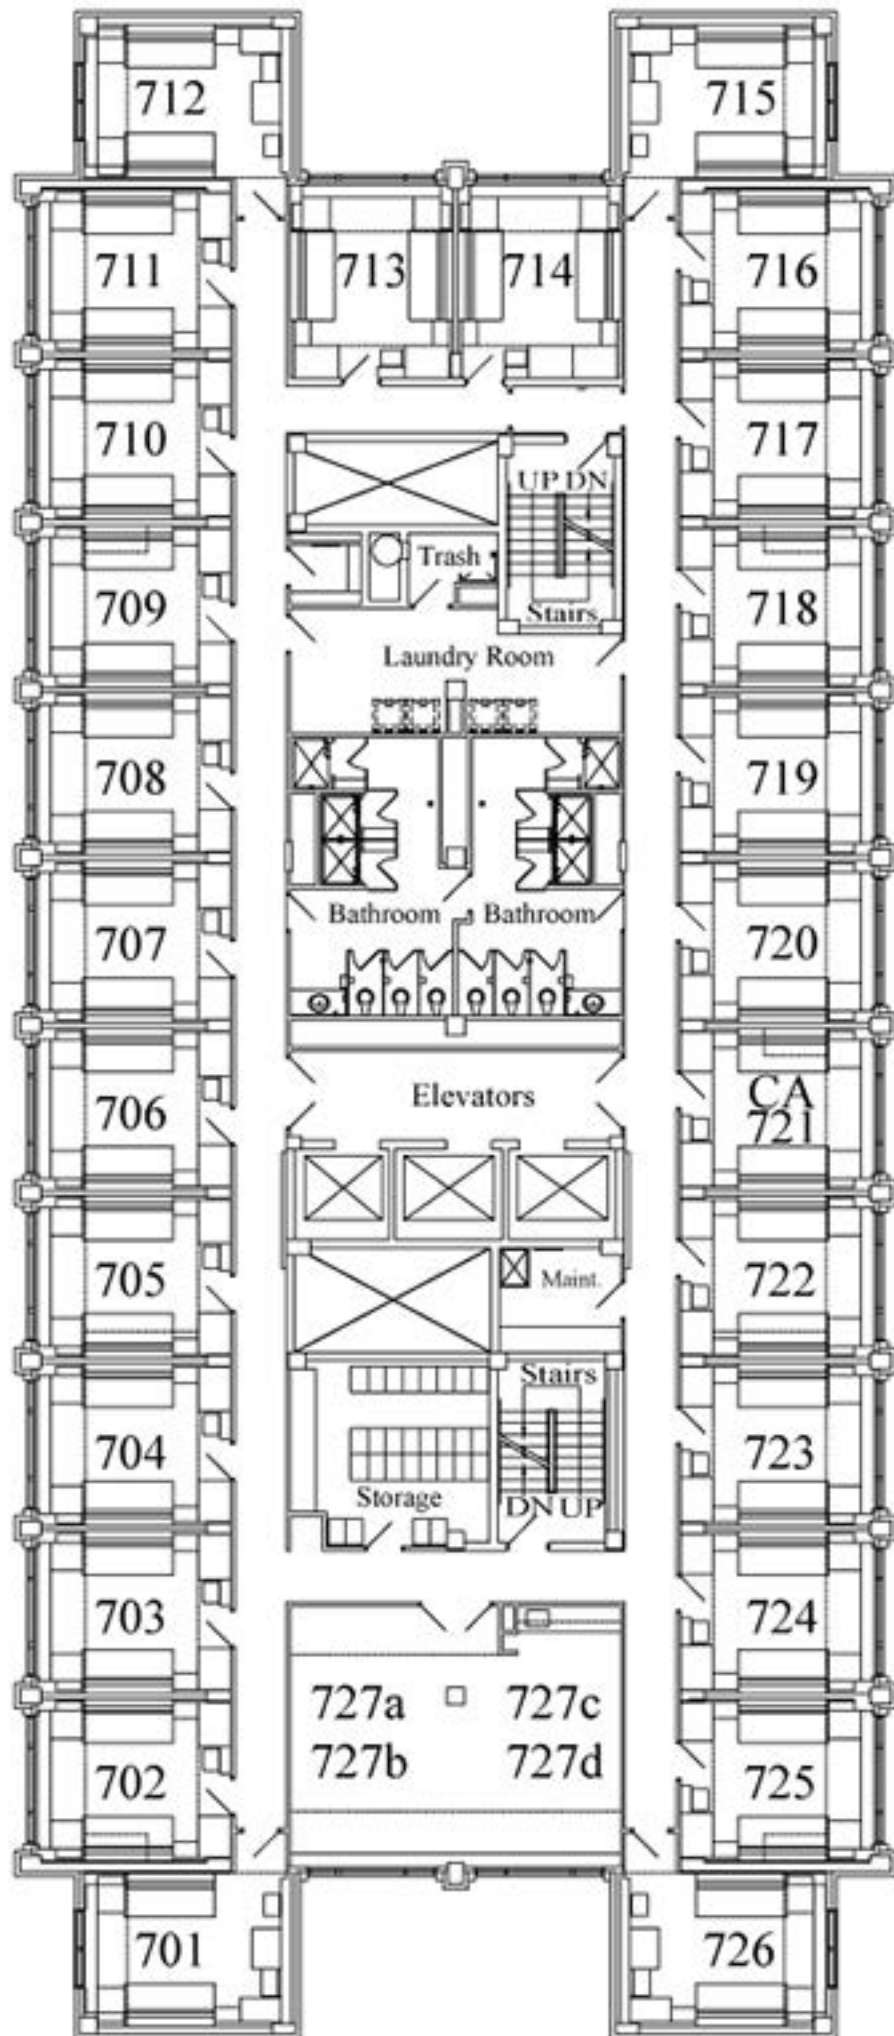 712 715
711 713 714 716
710 717
UP DN
Trash
709 718
Stairs
Laundry Room
708 719
Bathroom Bathroom
707 720
Elevators
706 CA
721
705 Maint. 722
Stairs
704 723
Storage
DN UP
703 724
727a 727c
727b 727d
702 725
701 726